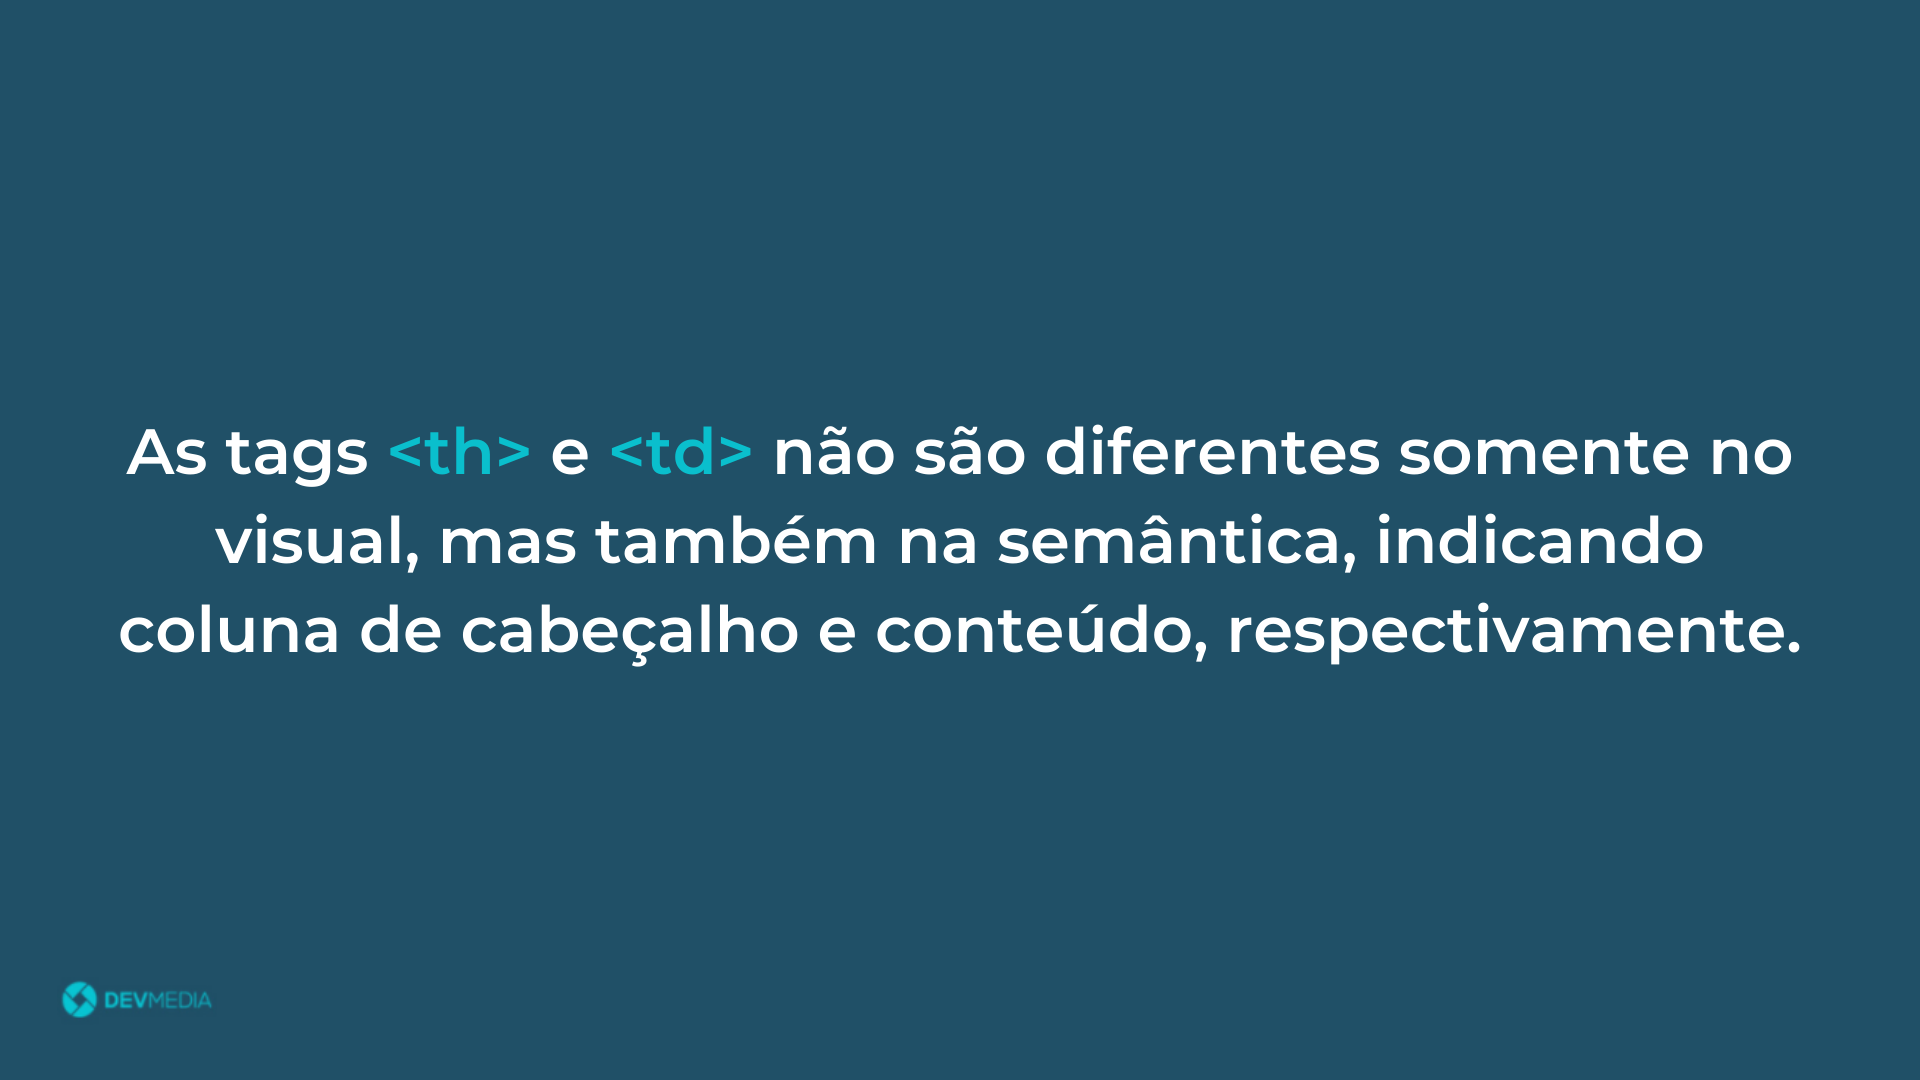 As tags <th> e <td> não são diferentes somente no
visual, mas também na semântica, indicando
coluna de cabeçalho e conteúdo, respectivamente.
DEVMEDIA